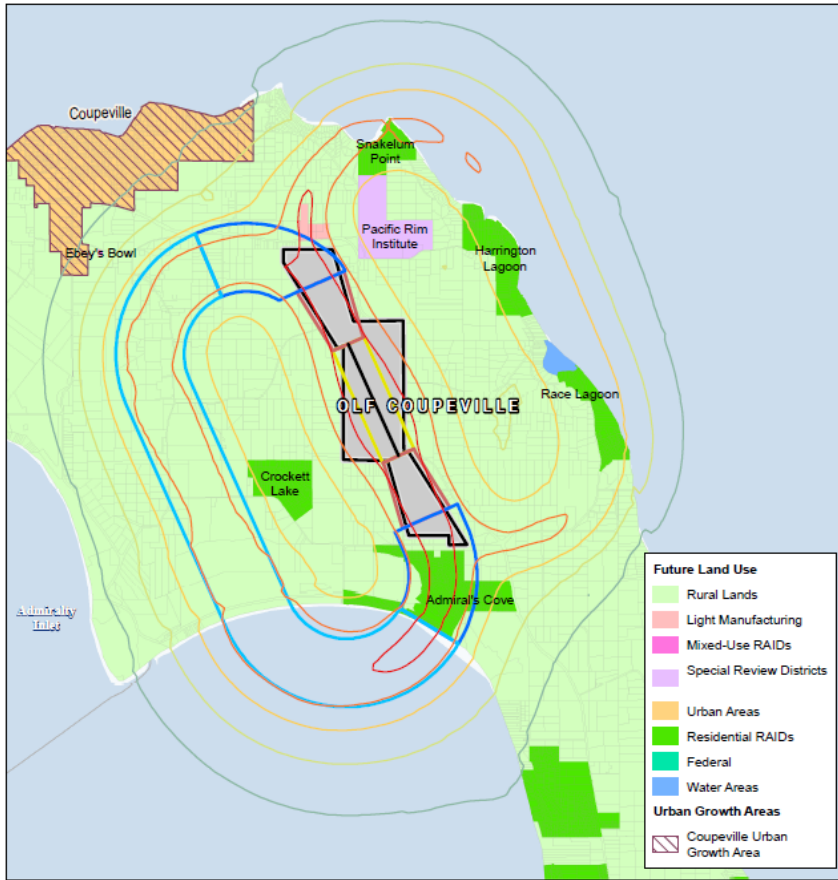 Coupeville
Snakelum
Point
Pacific Rim
Institute
Ebey's Bowl
Harrington
Lagoon
Race Lagoon
OLF COUPEVILLE
Crockett
Lake
Admiral's Cove
Admiralty
Inlet
Future Land Use
Rural Lands
Light Manufacturing
Mixed-Use RAIDs
Special Review Districts
Urban Areas
Residential RAIDs
Federal
Water Areas
Urban Growth Areas
Coupeville Urban
Growth Area